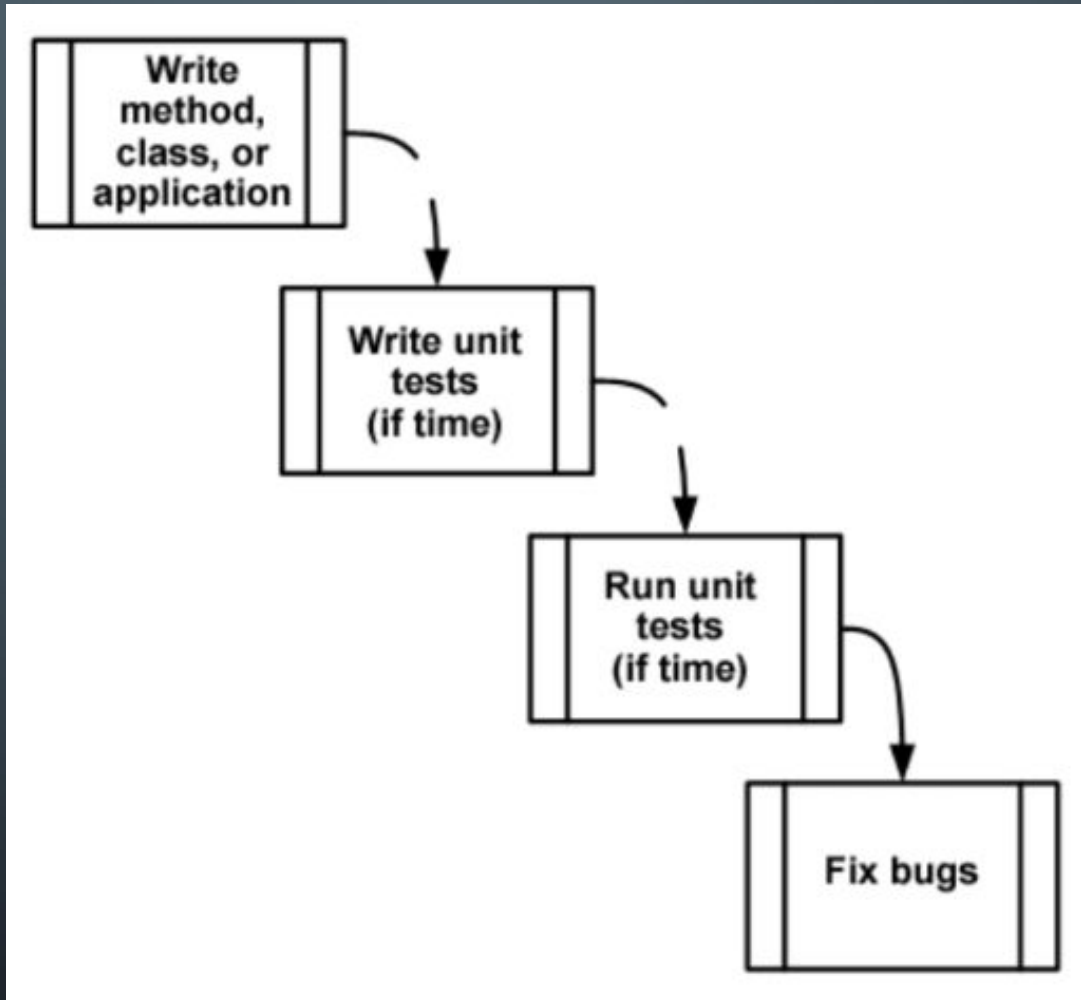 Write
method,
class, or
application
Write unit
tests
(if time)
Run unit
tests
(if time)
Fix bugs